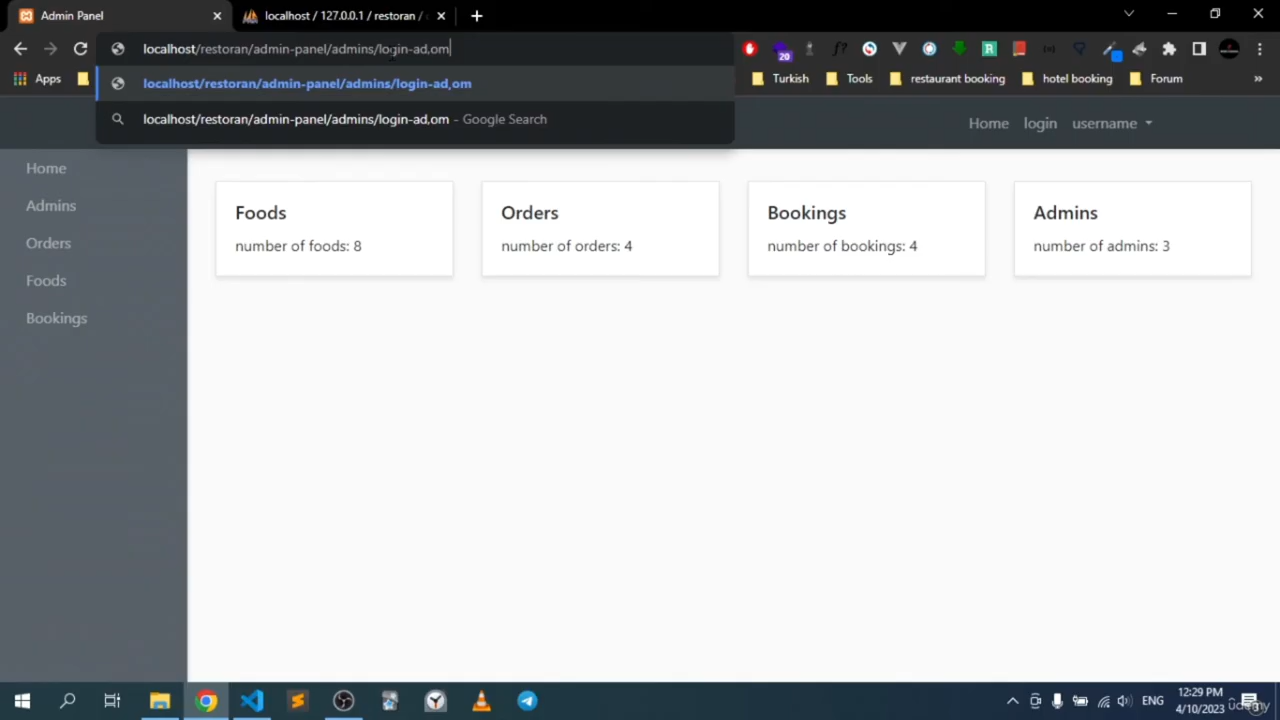 Admin Panel
localhost / 127.0.0.1 / restoran /
localhost/restoran/admin-panel/admins/login-ad,om
20
Apps
Turkish
Tools
restaurant booking
hotel booking
Forum
»
localhost/restoran/admin-panel/admins/login-ad,om
localhost/restoran/admin-panel/admins/login-ad,om - Google Search
Home login username
Home
Admins
Orders
Foods
Bookings
Foods
number of foods: 8
Orders
number of orders: 4
Bookings
number of bookings: 4
Admins
number of admins: 3
ENG
12:29 PM
4/10/2023
udemy